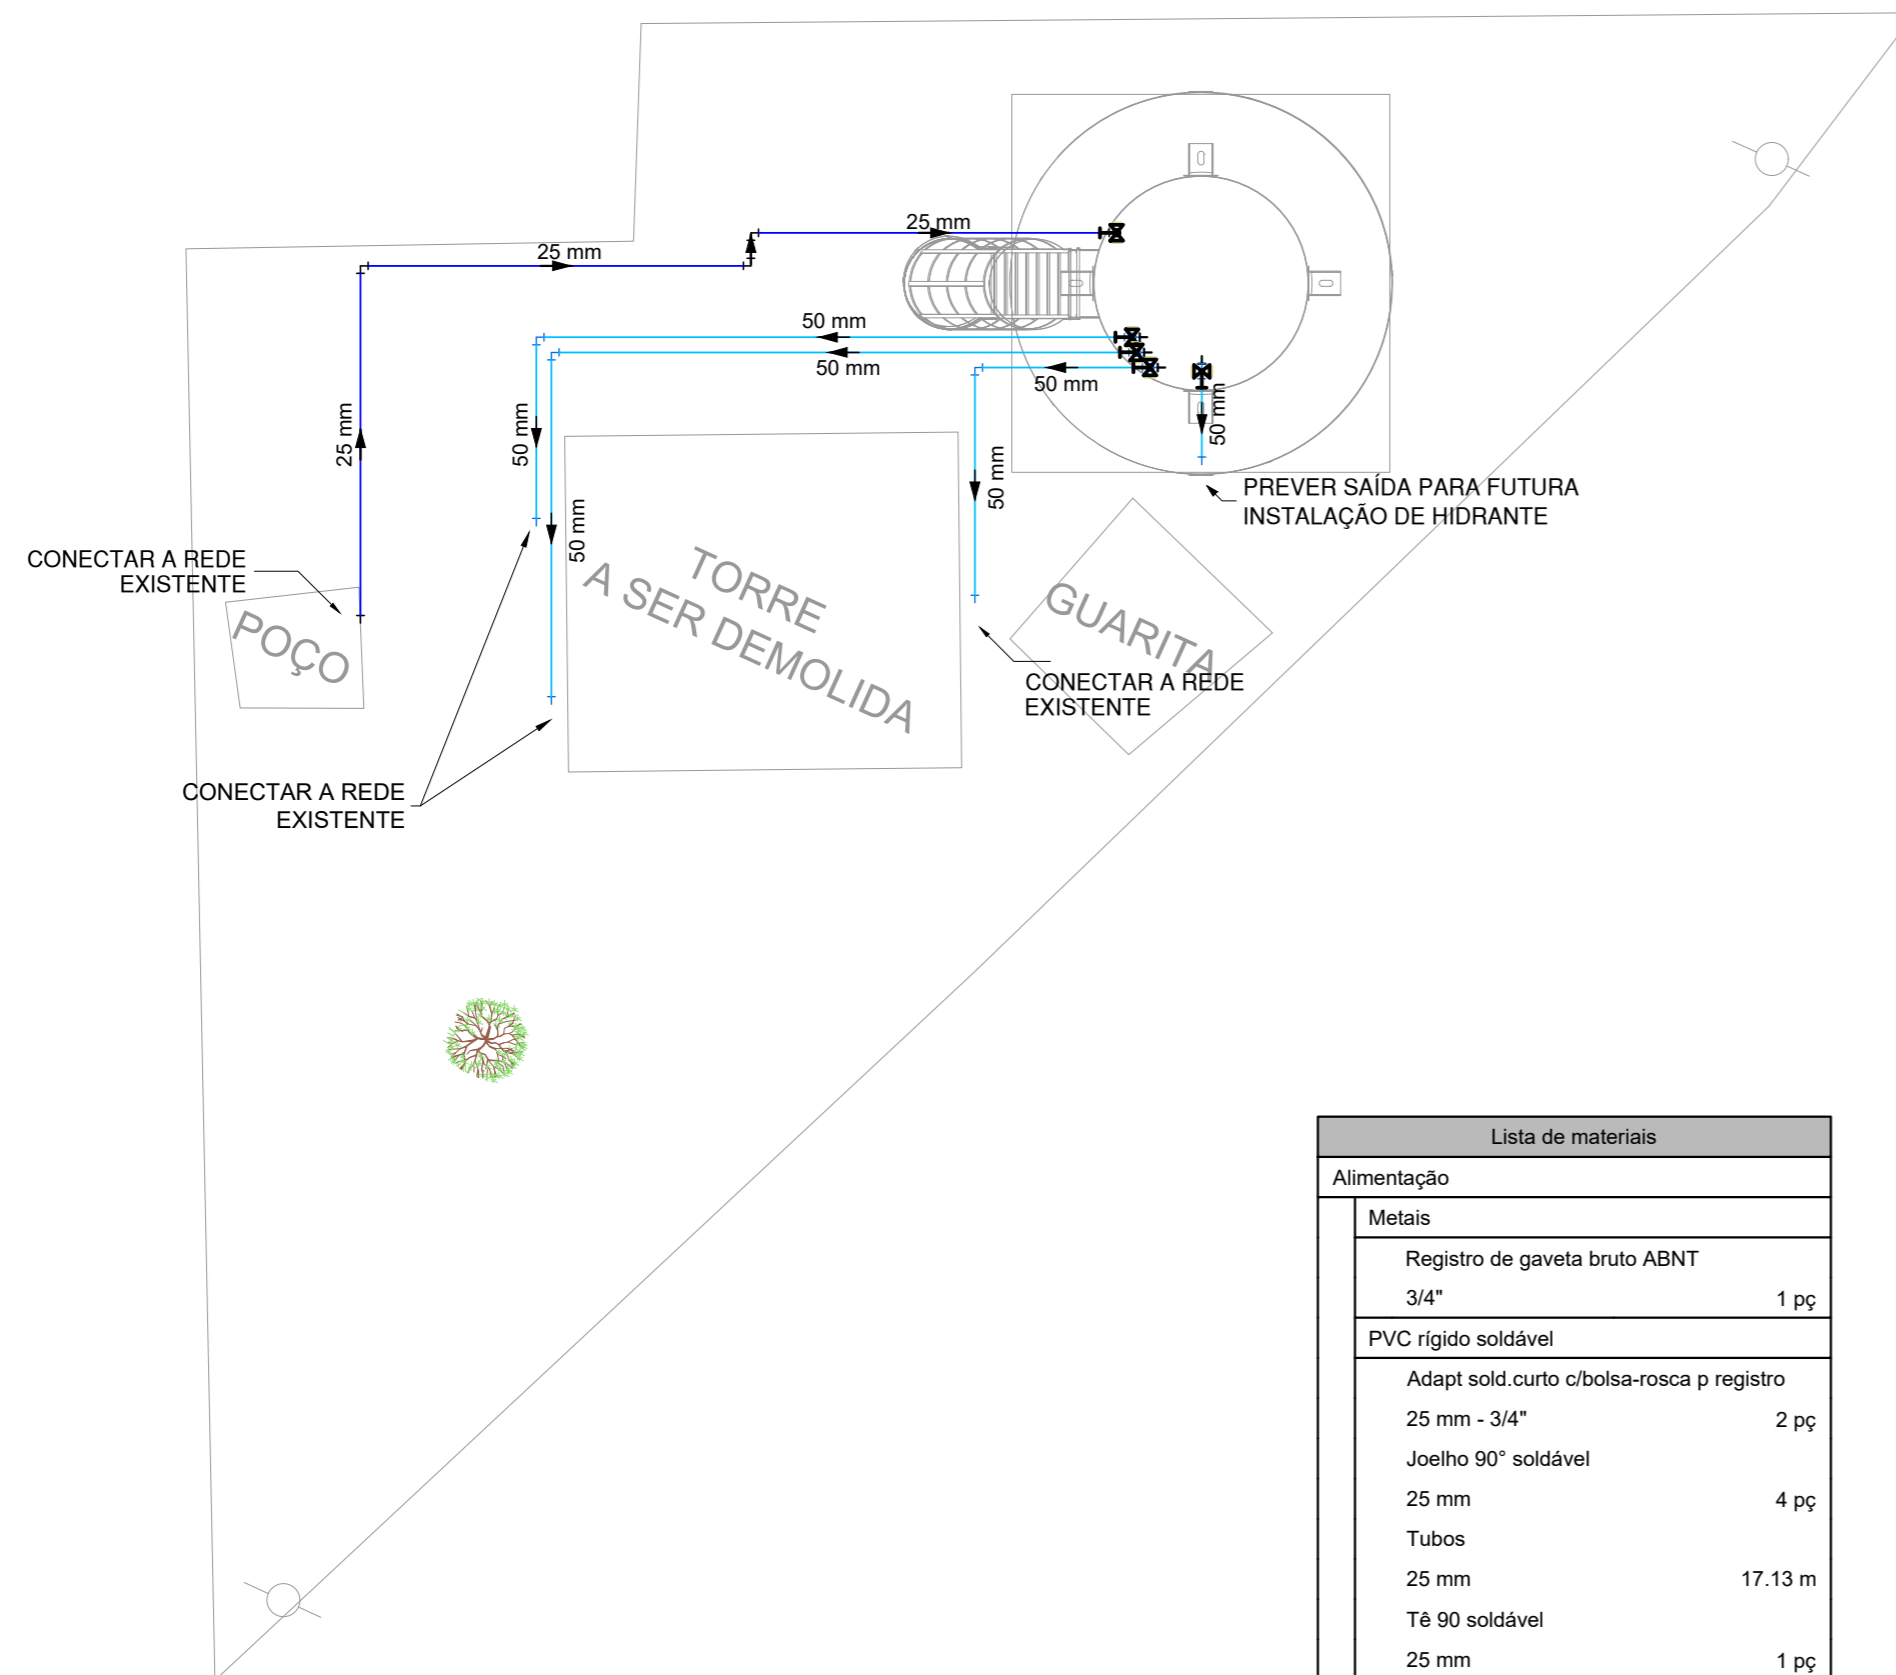 25 mm
25 mm
25 mm
50 mm
50 mm
50 mm
50 mm
50 mm
50 mm
50 mm
PREVER SAÍDA PARA FUTURA
INSTALAÇÃO DE HIDRANTE
CONECTAR A REDE
EXISTENTE
POÇO
TORRE
A SER DEMOLIDA
GUARITA
CONECTAR A REDE
EXISTENTE
CONECTAR A REDE
EXISTENTE
Lista de materiais
Alimentação
Metais
Registro de gaveta bruto ABNT
3/4" 1 pç
PVC rígido soldável
Adapt sold.curto c/bolsa-rosca p registro
25 mm - 3/4" 2 pç
Joelho 90° soldável
25 mm 4 pç
Tubos
25 mm 17.13 m
Tê 90 soldável
25 mm 1 pç